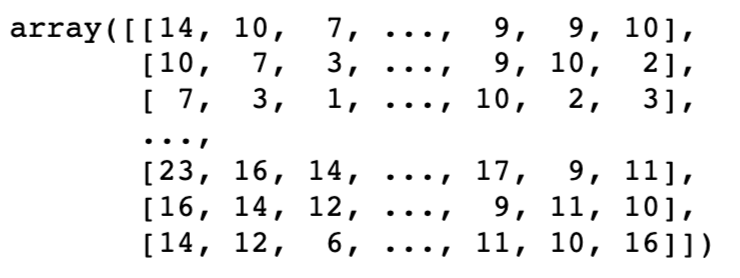 array([[14, 10,  7, ...,  9,  9, 10],
       [10,  7,  3, ...,  9, 10,  2],
       [ 7,  3,  1, ..., 10,  2,  3],
       ...,
       [23, 16, 14, ..., 17,  9, 11],
       [16, 14, 12, ...,  9, 11, 10],
       [14, 12,  6, ..., 11, 10, 16]])